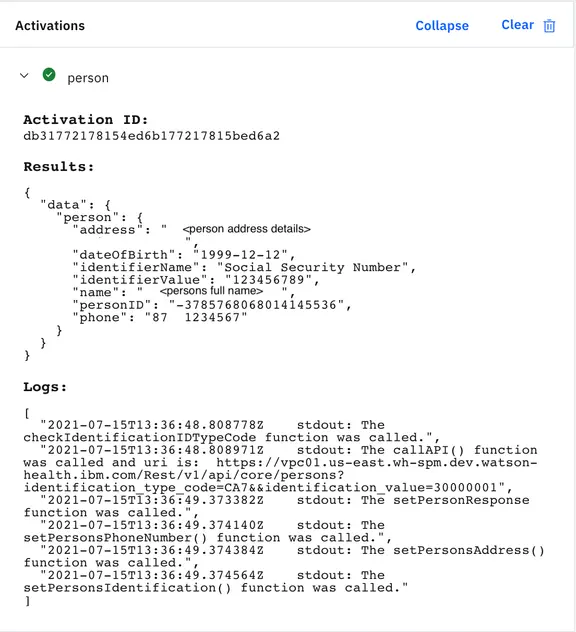 Activations
Collapse
Clear
person
Activation ID:
db31772178154ed6b177217815bed6a2
Results:
{
"data": {
"person": {
"address": " <person address details>
",
"dateOfBirth": "1999-12-12",
"identifierName": "Social Security Number",
"identifierValue": "123456789",
"name": " <persons full name> ",
"personID": "-3785768068014145536",
"phone": "87 1234567"
}
}
}
Logs:
[
"2021-07-15T13:36:48.808778Z stdout: The
checkIdentificationIDTypeCode function was called.",
"2021-07-15T13:36:48.808971Z stdout: The callAPI() function
was called and uri is: https://vpc01.us-east.wh-spm.dev.watson-
health.ibm.com/Rest/v1/api/core/persons?
identification_type_code=CA7&&identification_value=30000001",
"2021-07-15T13:36:49.373382Z stdout: The setPersonResponse
function was called.",
"2021-07-15T13:36:49.374140Z stdout: The
setPersonsPhoneNumber() function was called.",
"2021-07-15T13:36:49.374384Z stdout: The setPersonsAddress()
function was called.",
"2021-07-15T13:36:49.374564Z stdout: The
setPersonsIdentification() function was called."
]